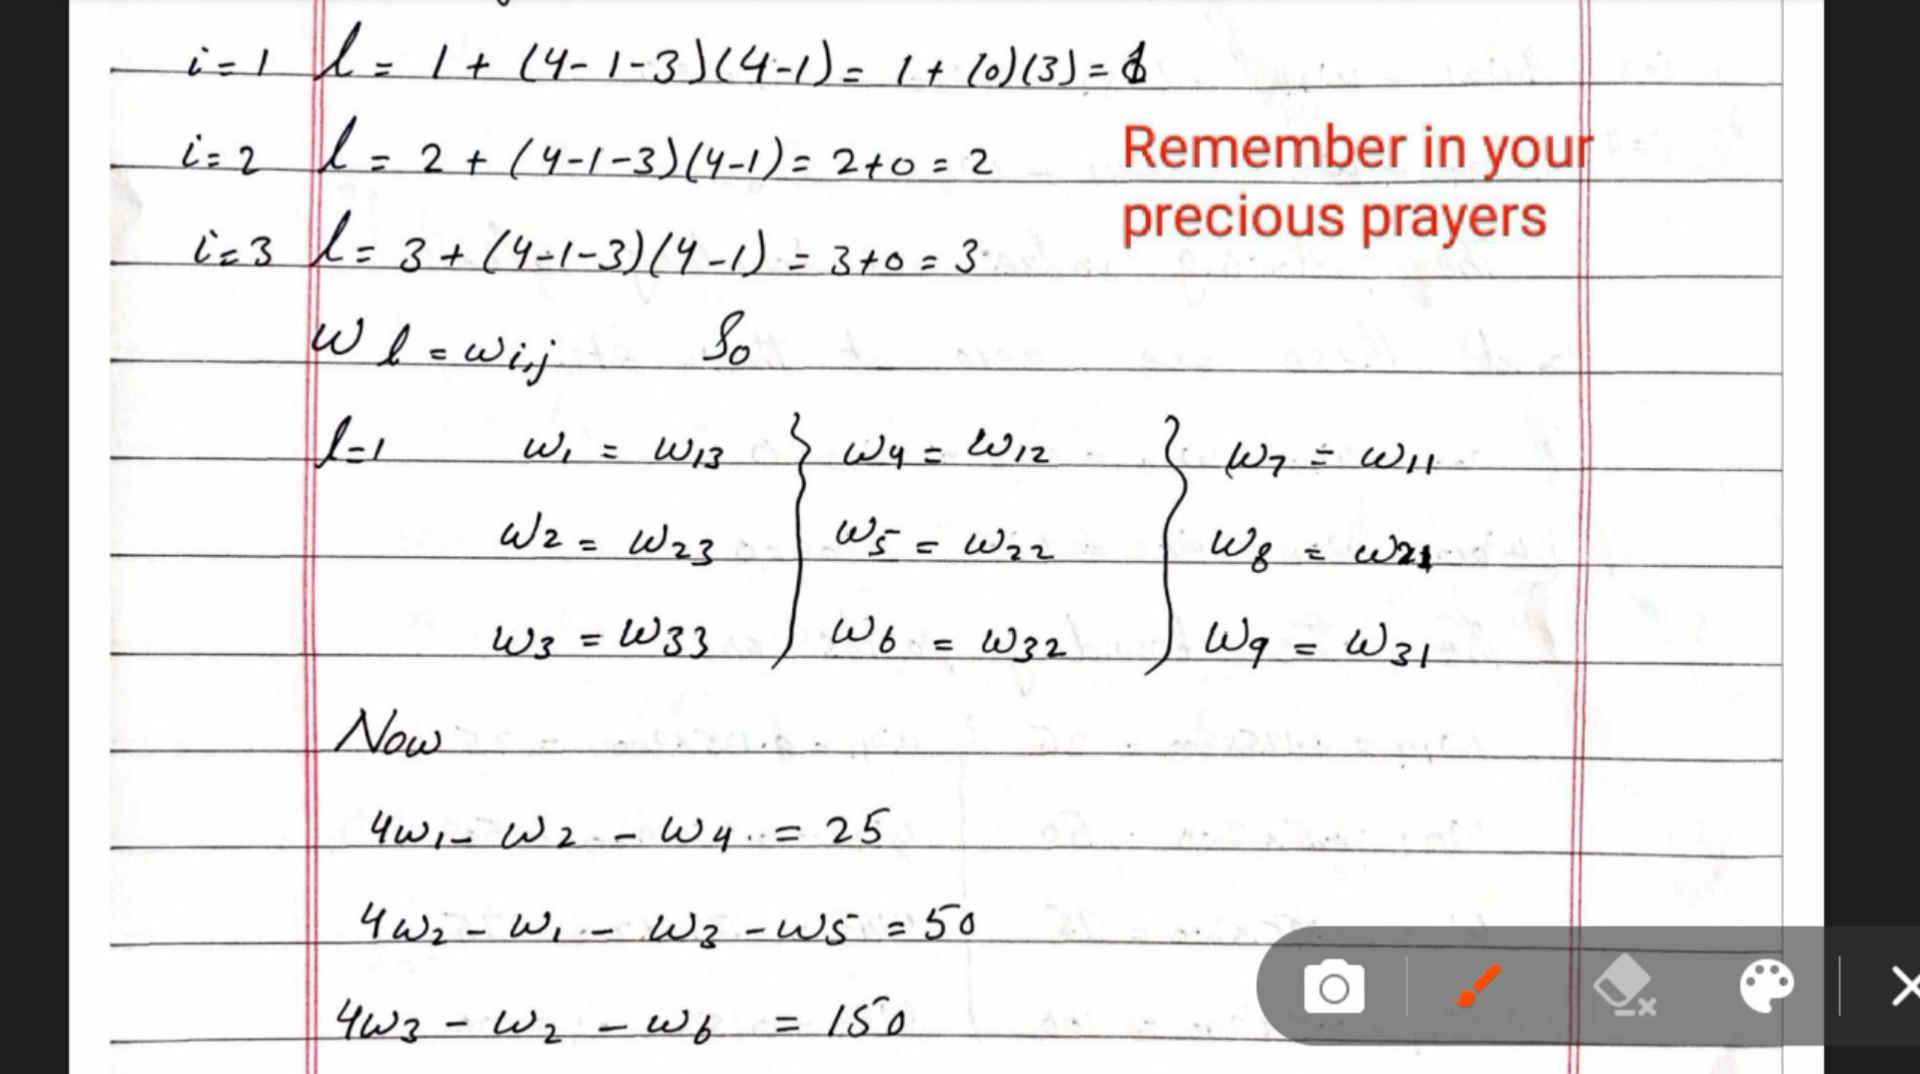 i=1 l = 1 + (4-1-3)(4-1) = 1 + (0)(3) = 1
i=2 l = 2 + (4-1-3)(4-1) = 2+0 = 2
Remember in your
precious prayers
i=3 l = 3 + (4-1-3)(4-1) = 3+0 = 3
w l = wi,j So
l=1 w1 = w13 } w4 = w12 } w7 = w11
w2 = w23 w5 = w22 w8 = w21
w3 = w33 w6 = w32 w9 = w31
Now
4w1 - w2 - w4 = 25
4w2 - w1 - w3 - w5 = 50
4w3 - w2 - w6 = 150